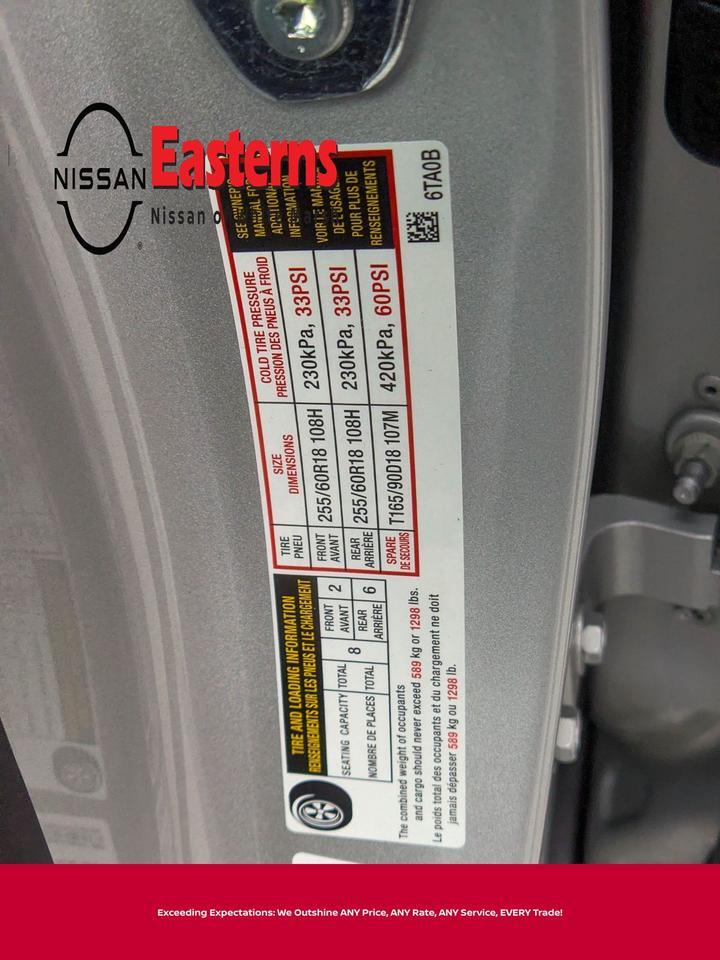 NISSAN
Easterns
Nissan o
®
TIRE AND LOADING INFORMATION
RENSEIGNEMENTS SUR LES PNEUS ET LE CHARGEMENT
SEATING CAPACITY TOTAL 8 FRONT AVANT 2 REAR ARRIÈRE 6
NOMBRE DE PLACES TOTAL
The combined weight of occupants
and cargo should never exceed 589 kg or 1298 lbs.
Le poids total des occupants et du chargement ne doit
jamais dépasser 589 kg ou 1298 lb.
TIRE PNEU
SIZE DIMENSIONS
COLD TIRE PRESSURE
PRESSION DES PNEUS À FROID
FRONT AVANT 255/60R18 108H 230kPa, 33PSI
REAR ARRIÈRE 255/60R18 108H 230kPa, 33PSI
SPARE DE SECOURS T165/90D18 107M 420kPa, 60PSI
SEE OWNER'S
MANUAL FOR
ADDITIONAL
INFORMATION
VOIR LE
DE L'USAGER
POUR PLUS DE
RENSEIGNEMENTS
6TA0B
Exceeding Expectations: We Outshine ANY Price, ANY Rate, ANY Service, EVERY Trade!